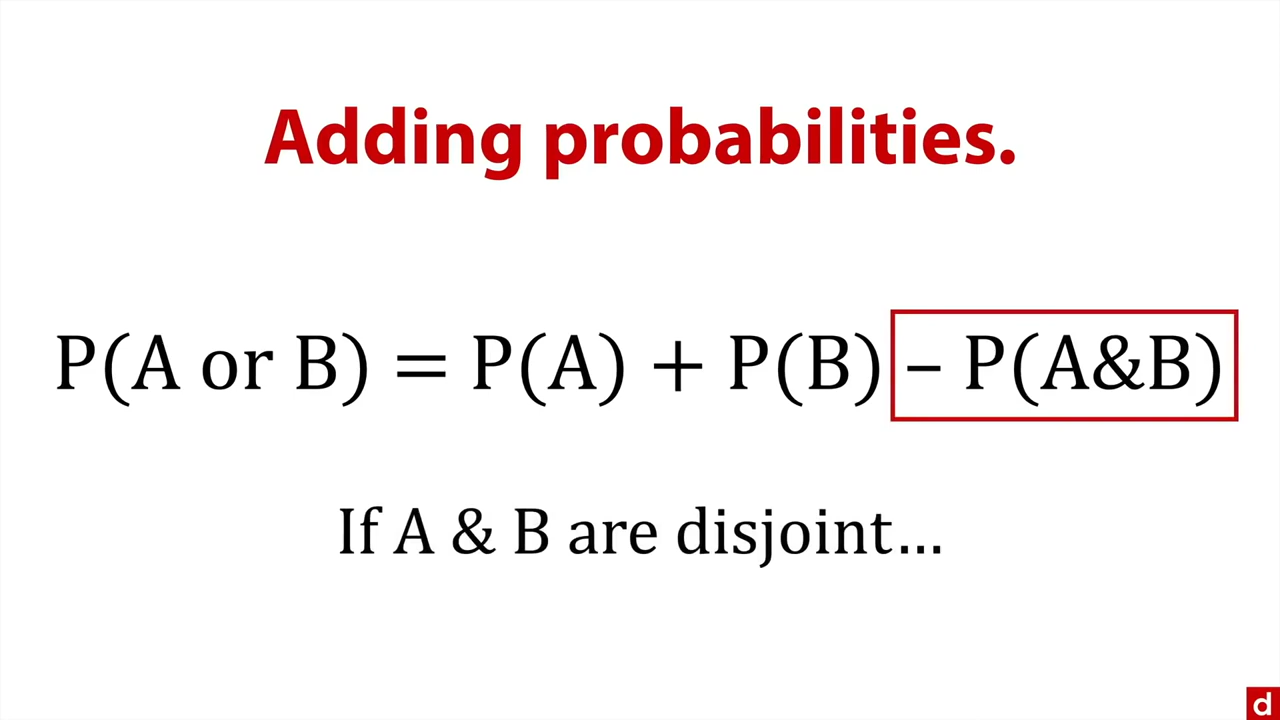 Adding probabilities.
P(A or B) = P(A) + P(B) – P(A&B)
If A & B are disjoint…
d